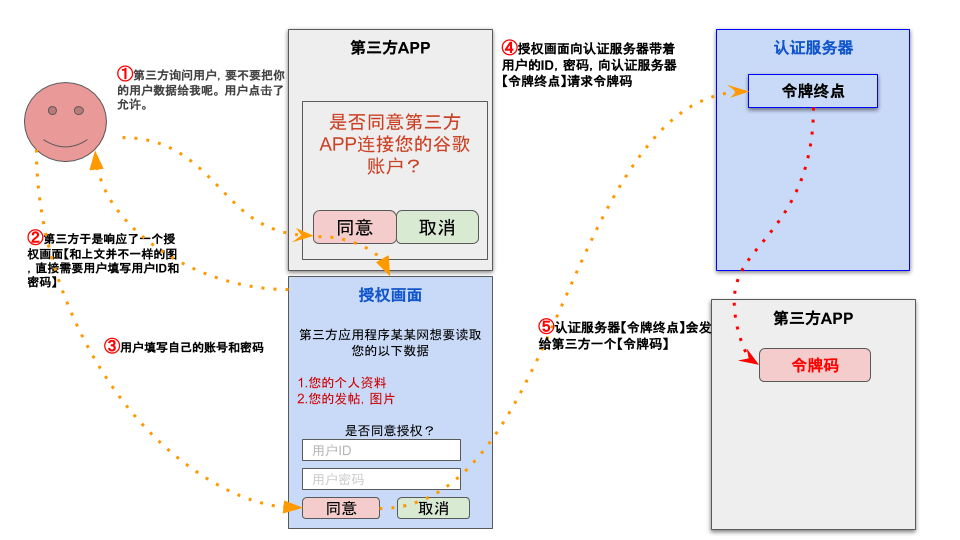 ①第三方询问用户，要不要把你
的用户数据给我呢。用户点击了
允许。
第三方APP
是否同意第三方
APP连接您的谷歌
账户？
同意
取消
②第三方于是响应了一个授
权画面【和上文并不一样的图
，直接需要用户填写用户ID和
密码】
③用户填写自己的账号和密码
授权画面
第三方应用程序某某网想要读取
您的以下数据
1.您的个人资料
2.您的发帖，图片
是否同意授权？
用户ID
用户密码
同意
取消
④授权画面向认证服务器带着
用户的ID，密码，向认证服务器
【令牌终点】请求令牌码
认证服务器
令牌终点
⑤认证服务器【令牌终点】会发
给第三方一个【令牌码】
第三方APP
令牌码